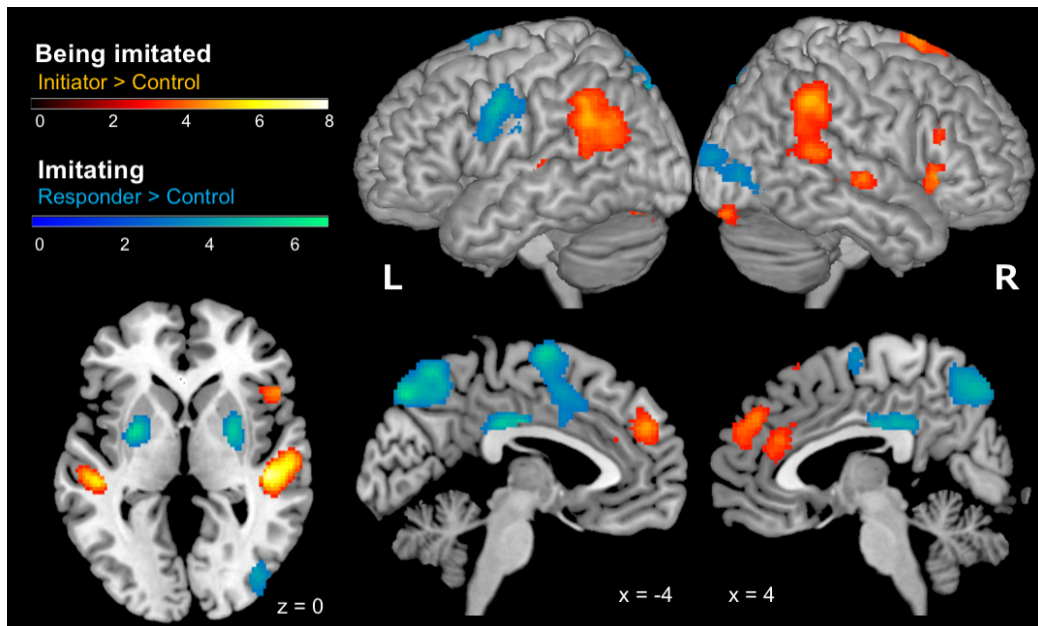 Being imitated
Initiator > Control
0 2 4 6 8
Imitating
Responder > Control
0 2 4 6
L
R
z = 0
x = -4
x = 4